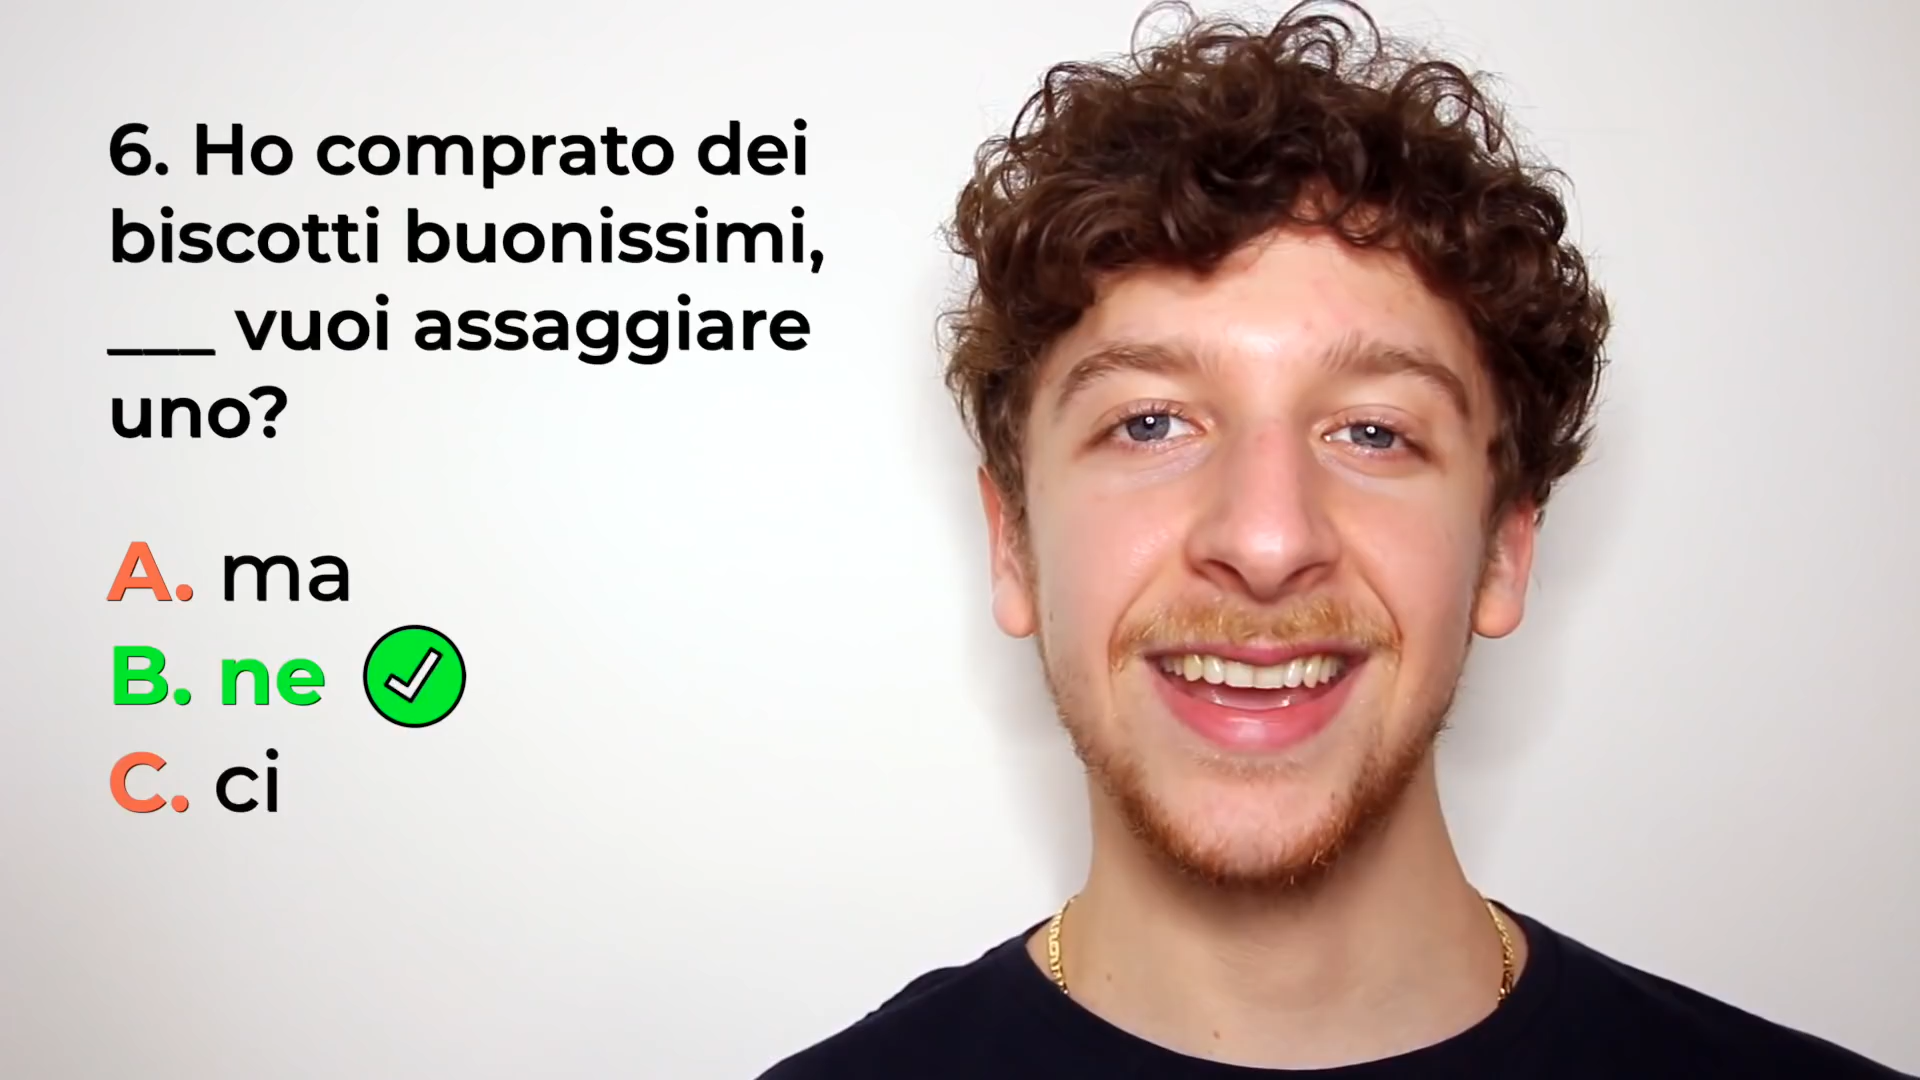 6. Ho comprato dei
biscotti buonissimi,
___ vuoi assaggiare
uno?
A. ma
B. ne
C. ci